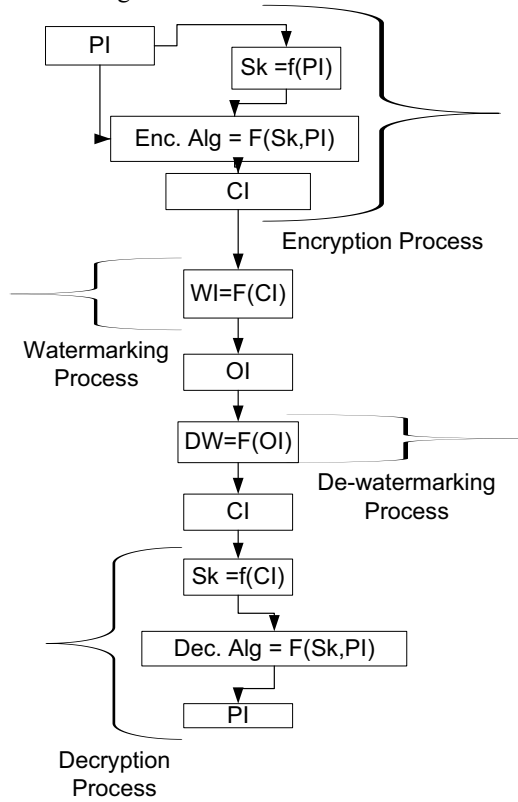 PI
Sk =f(PI)
Enc. Alg = F(Sk,PI)
CI
Encryption Process
WI=F(CI)
Watermarking
Process
OI
DW=F(OI)
De-watermarking
Process
CI
Sk =f(CI)
Dec. Alg = F(Sk,PI)
PI
Decryption
Process